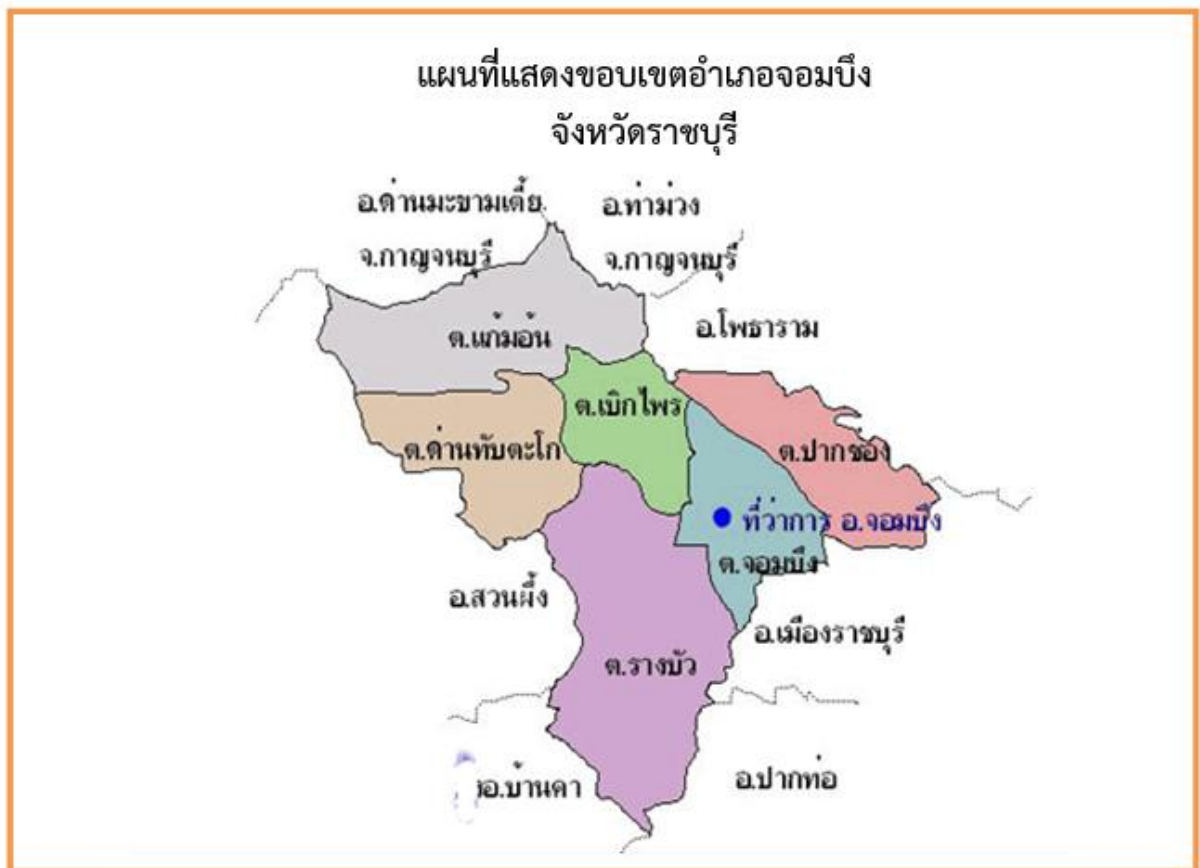 แผนที่แสดงขอบเขตอำเภอจอมบึง
จังหวัดราชบุรี
อ.ด่านมะขามเตี้ย
จ.กาญจนบุรี
อ.ท่าม่วง
จ.กาญจนบุรี
อ.โพธาราม
ต.แก้มอ้น
ต.เบิกไพร
ต.ด่านทับตะโก
ต.ปากช่อง
ที่ว่าการ อ.จอมบึง
ต.จอมบึง
อ.สวนผึ้ง
อ.เมืองราชบุรี
ต.รางบัว
อ.บ้านคา
อ.ปากท่อ